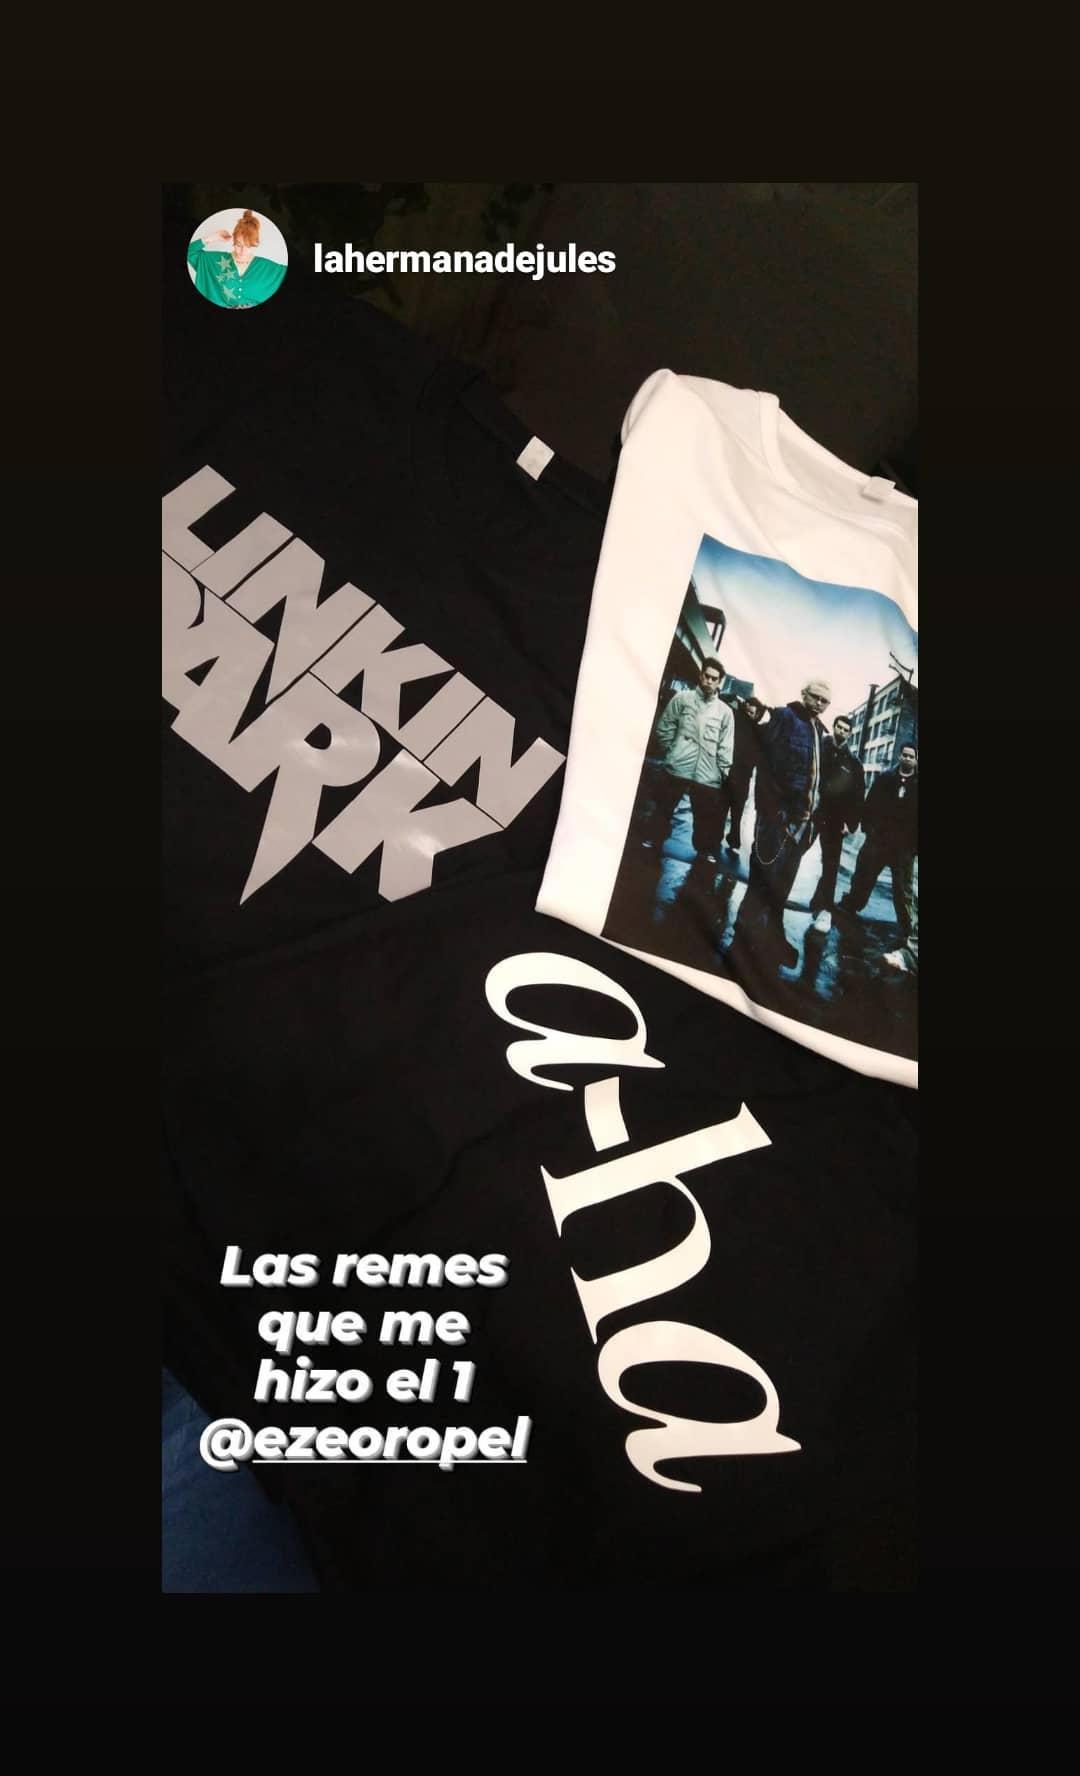 lahermanadejules
LINKIN
PARK
a-ha
Las remes
que me
hizo el 1
@ezeoropel